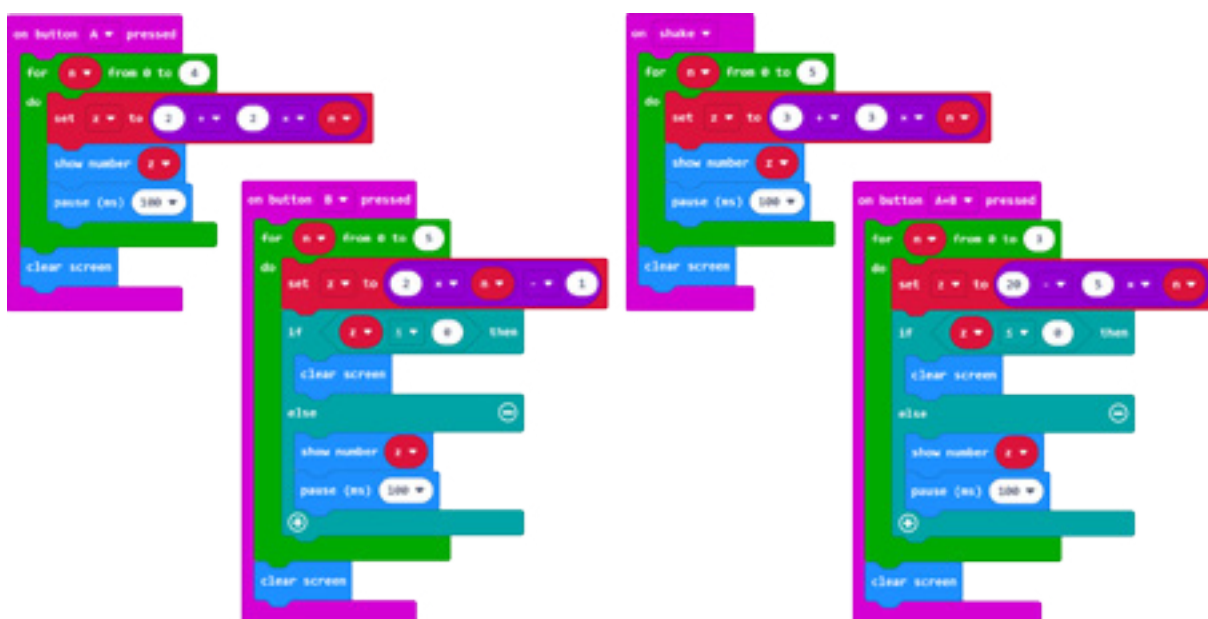 on button A ▾ pressed
for n ▾ from 0 to 4
do
set z ▾ to 2 + ▾ 2 × ▾ n ▾
show number z ▾
pause (ms) 100 ▾
clear screen
on button B ▾ pressed
for n ▾ from 0 to 5
do
set z ▾ to 2 × ▾ n ▾ - ▾ 1
if z ▾ ▾ 0 then
clear screen
else
show number z ▾
pause (ms) 100 ▾
clear screen
on shake ▾
for n ▾ from 0 to 5
do
set z ▾ to 3 + ▾ 3 × ▾ n ▾
show number z ▾
pause (ms) 100 ▾
clear screen
on button A+B ▾ pressed
for n ▾ from 0 to 3
do
set z ▾ to 20 - ▾ 5 × ▾ n ▾
if z ▾ ▾ 0 then
clear screen
else
show number z ▾
pause (ms) 100 ▾
clear screen